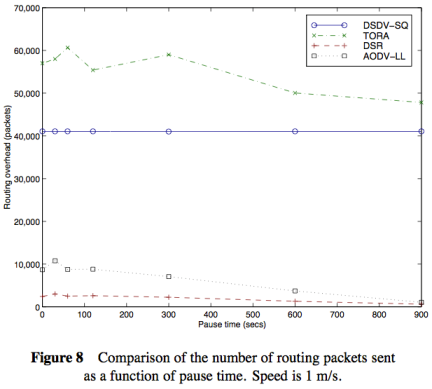 70,000
60,000
50,000
40,000
30,000
20,000
10,000
0
Routing overhead (packets)
DSDV-SQ
TORA
DSR
AODV-LL
0 100 200 300 400 500 600 700 800 900
Pause time (secs)
Figure 8 Comparison of the number of routing packets sent
as a function of pause time. Speed is 1 m/s.